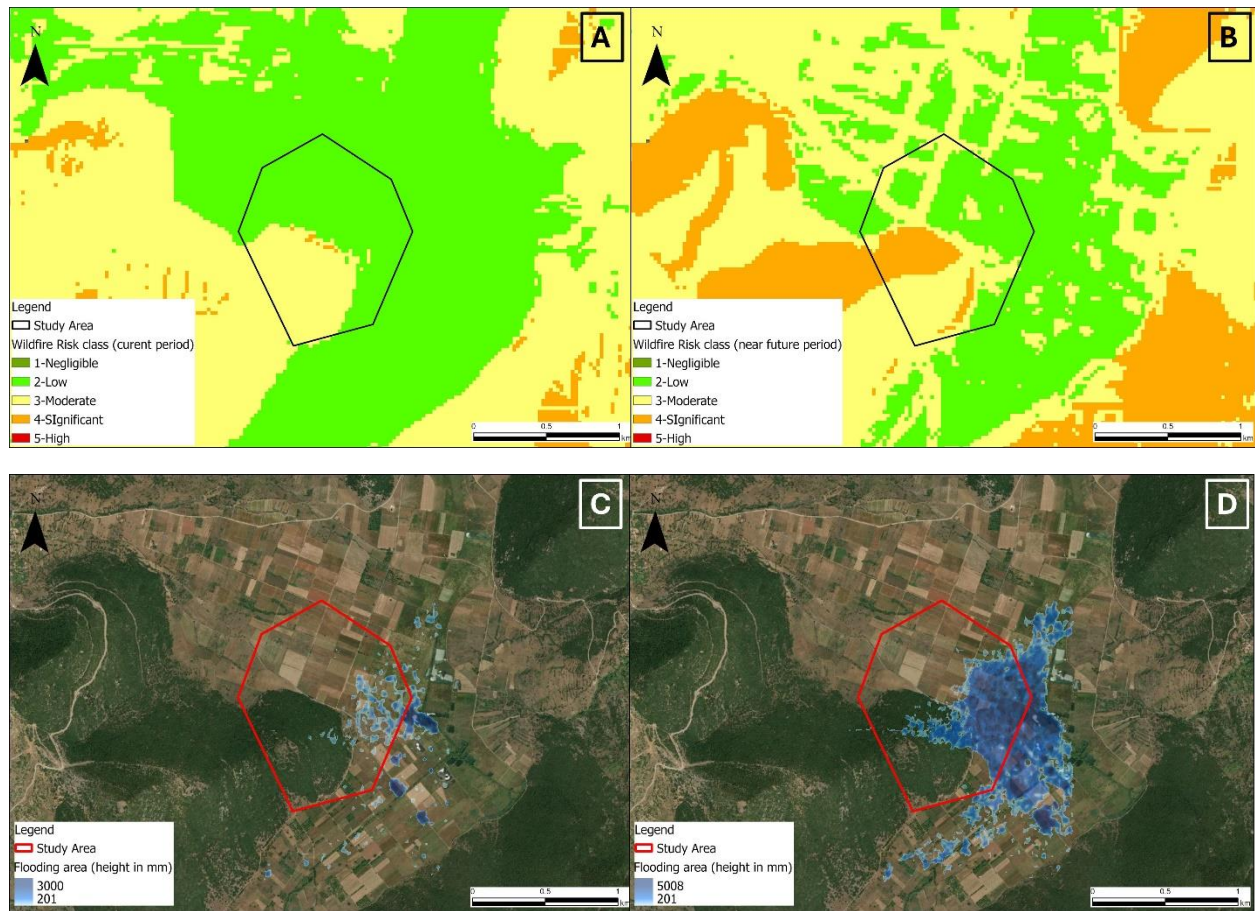 N
A
Legend
Study Area
Wildfire Risk class (curent period)
1-Negligible
2-Low
3-Moderate
4-SIgnificant
5-High
0 0.5 1
km
N
B
Legend
Study Area
Wildfire Risk class (near future period)
1-Negligible
2-Low
3-Moderate
4-SIgnificant
5-High
0 0.5 1
km
N
C
Legend
Study Area
Flooding area (height in mm)
3000
201
0 0.5 1
km
N
D
Legend
Study Area
Flooding area (height in mm)
5008
201
0 0.5 1
km